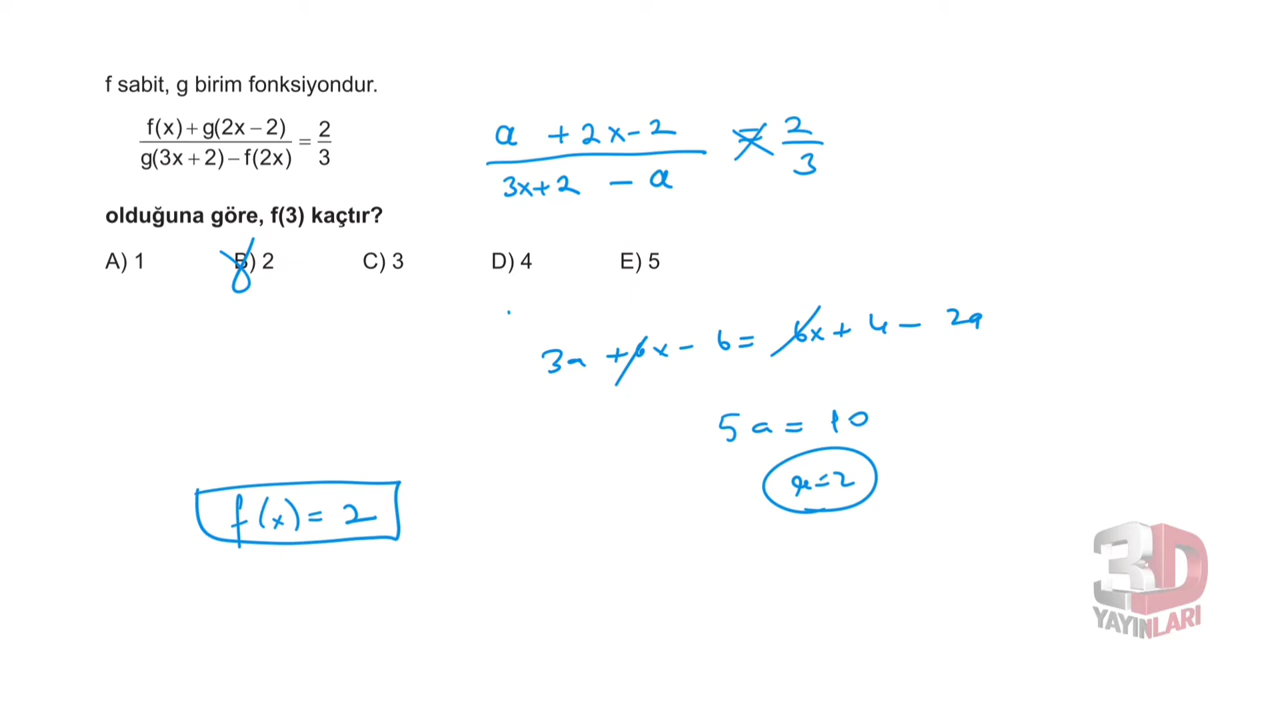 f sabit, g birim fonksiyondur.
f(x)+g(2x−2) / g(3x+2)−f(2x) = 2/3
a + 2x − 2 / 3x+2 − a = 2/3
olduğuna göre, f(3) kaçtır?
A) 1 B) 2 C) 3 D) 4 E) 5
3a + 6x − 6 = 6x + 4 − 2a
5a = 10
a = 2
f(x) = 2
3D
YAYINLARI